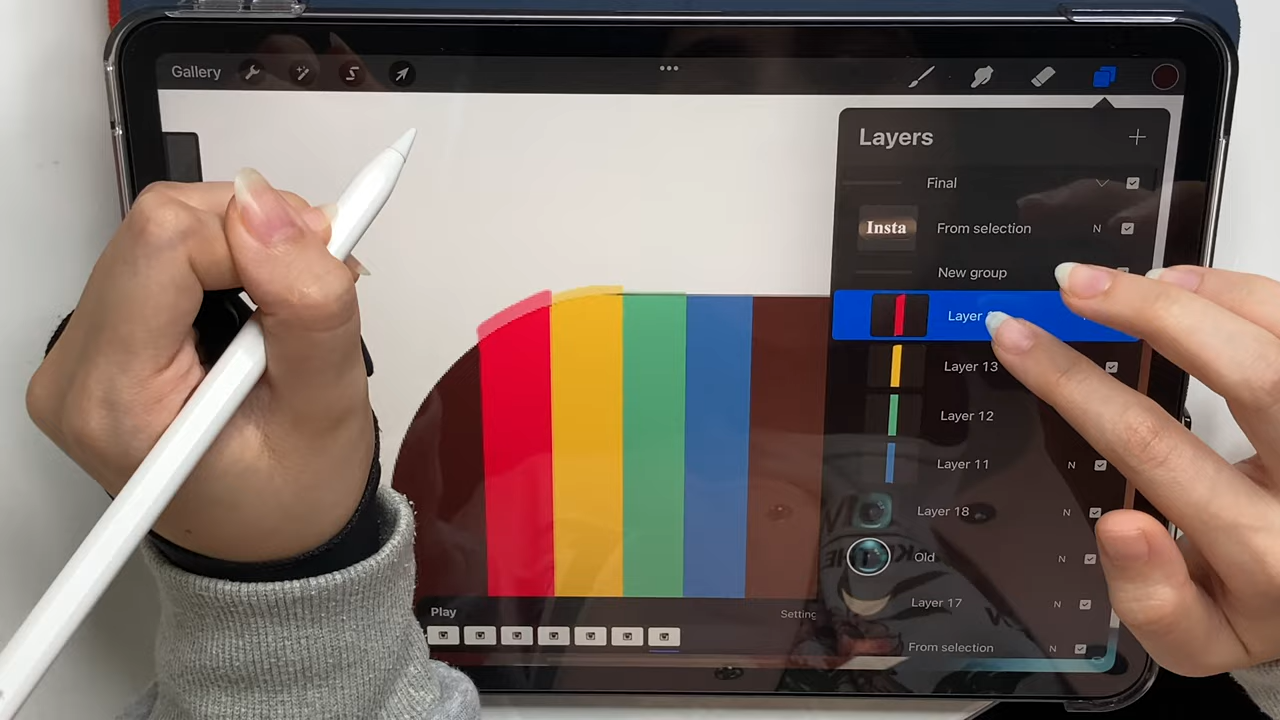 Gallery
Layers
Final
Insta
From selection N
New group
Layer
Layer 13
Layer 12
Layer 11 N
Layer 18 N
Old N
Layer 17 N
From selection N
Play
Setting